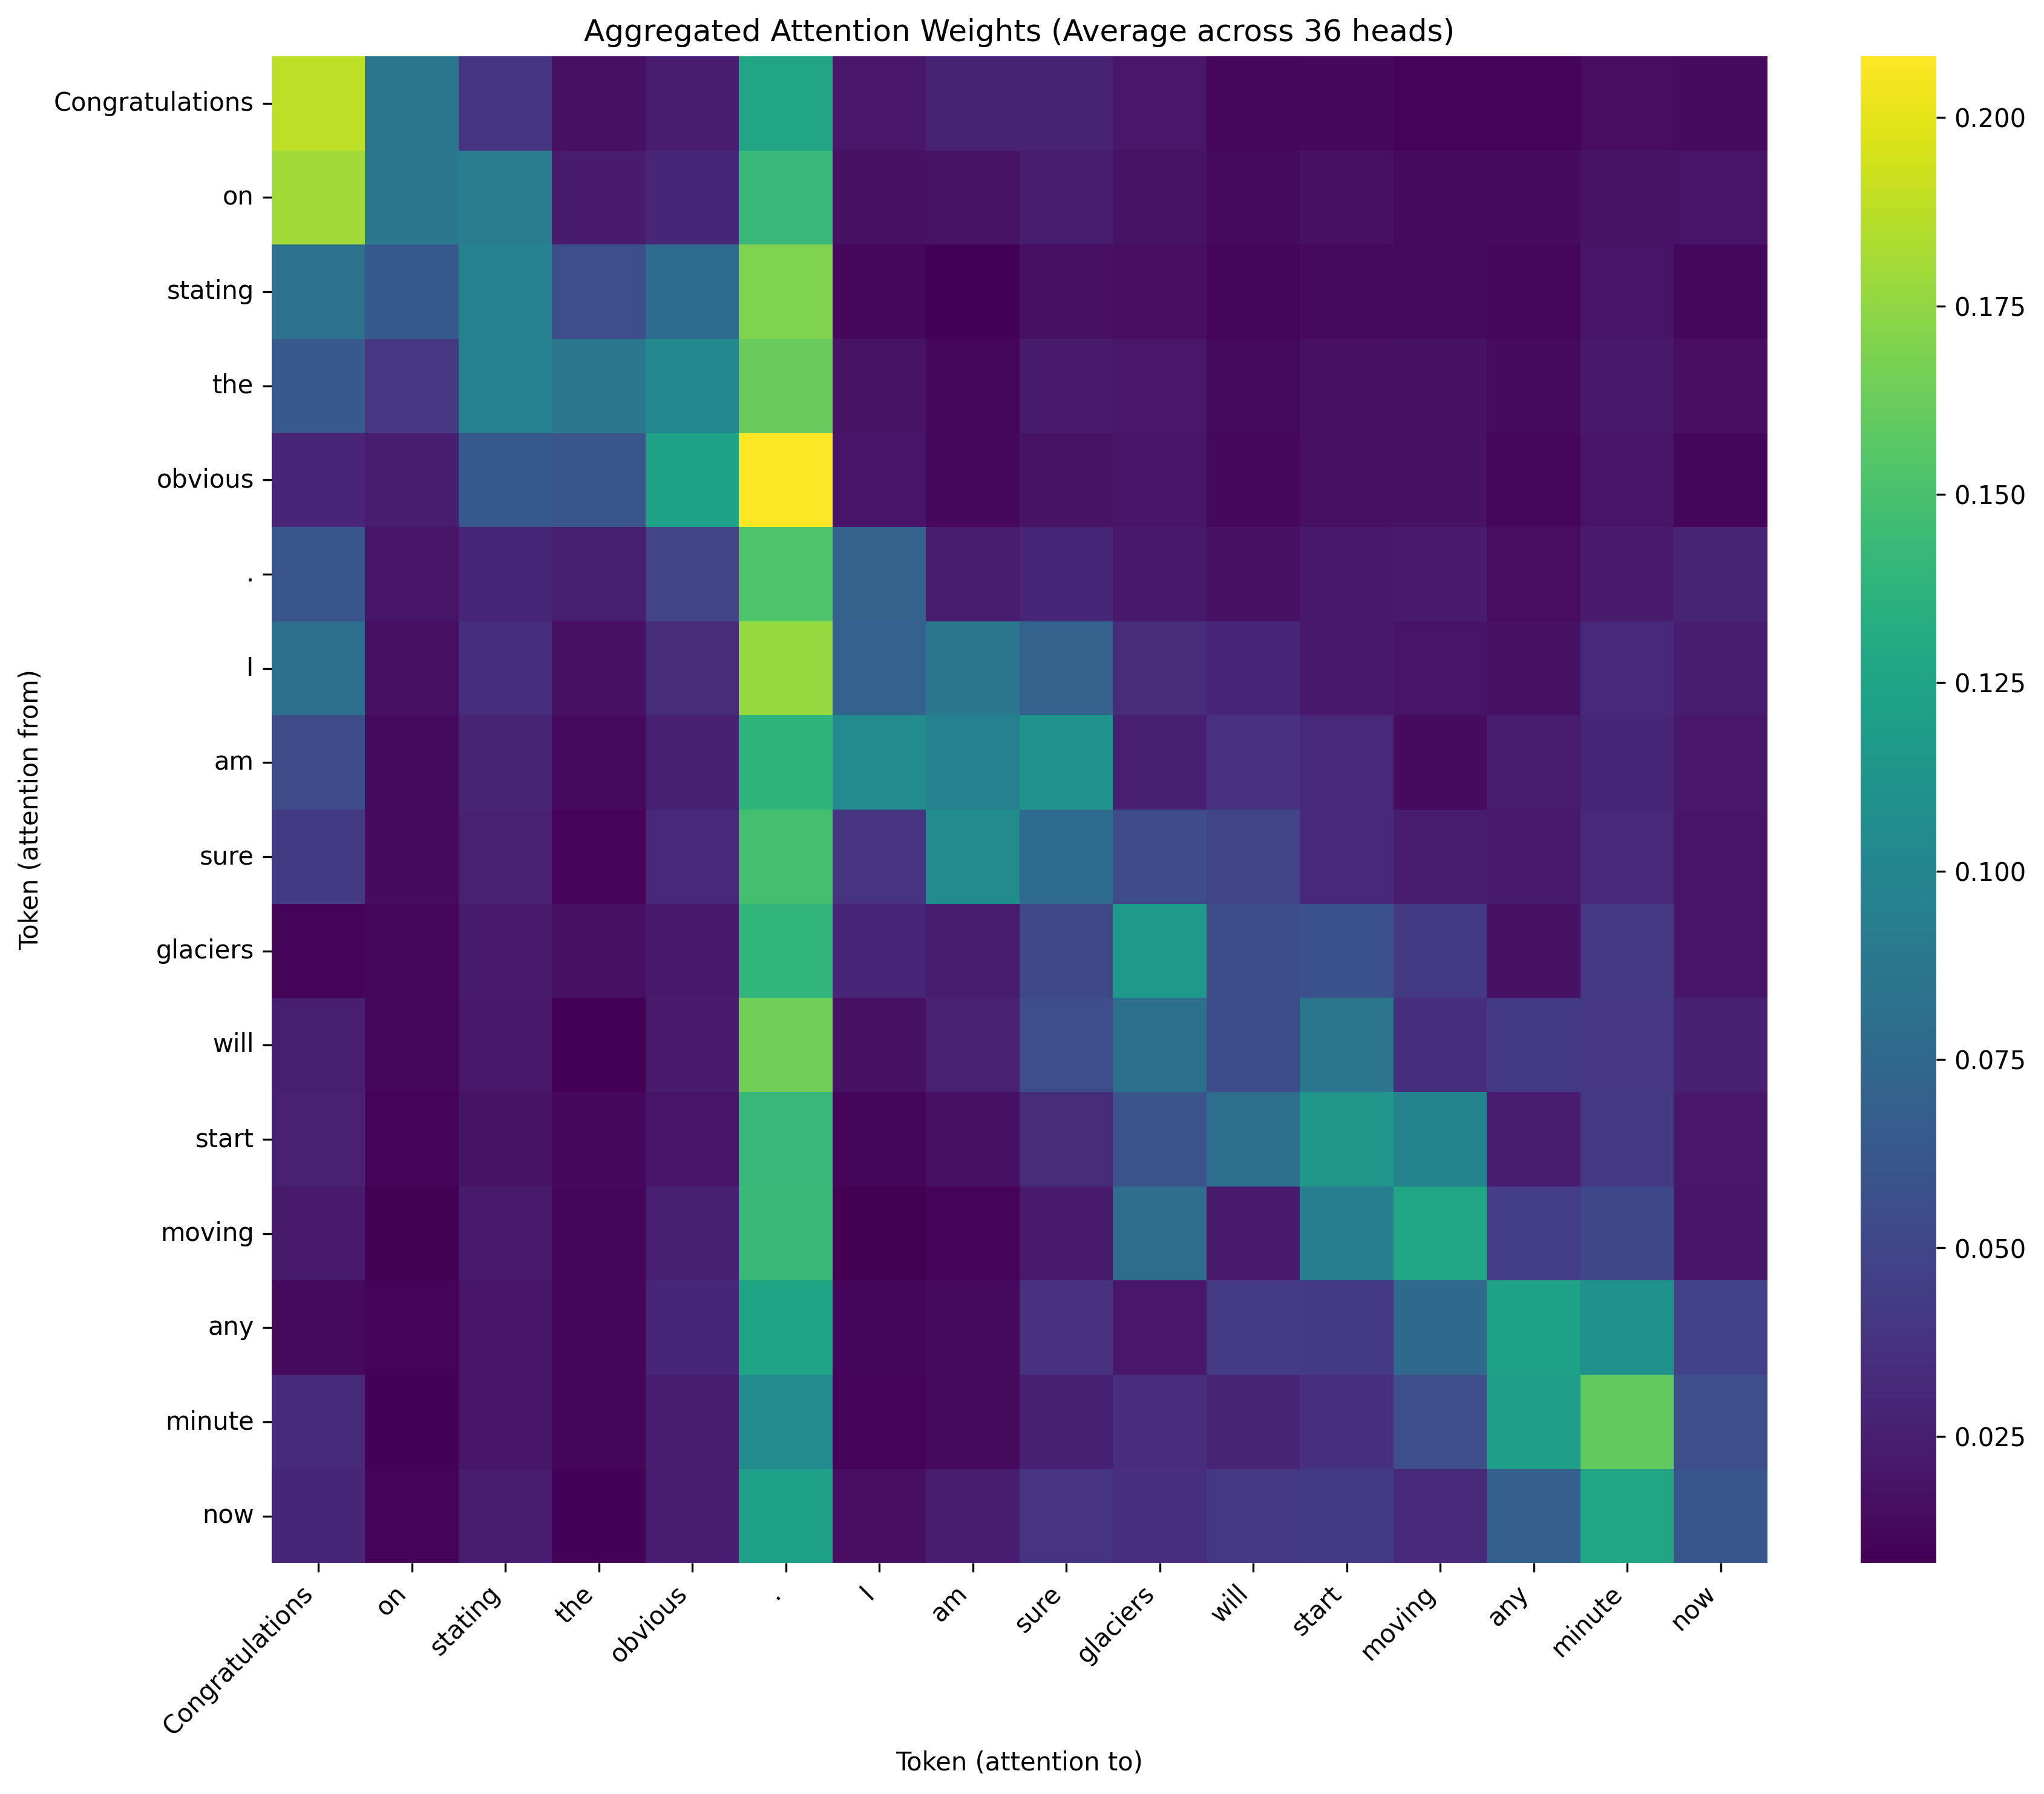 Aggregated Attention Weights (Average across 36 heads)
Token (attention from)
Congratulations
on
stating
the
obvious
.
I
am
sure
glaciers
will
start
moving
any
minute
now
Congratulations
on
stating
the
obvious
.
I
am
sure
glaciers
will
start
moving
any
minute
now
Token (attention to)
0.200
0.175
0.150
0.125
0.100
0.075
0.050
0.025